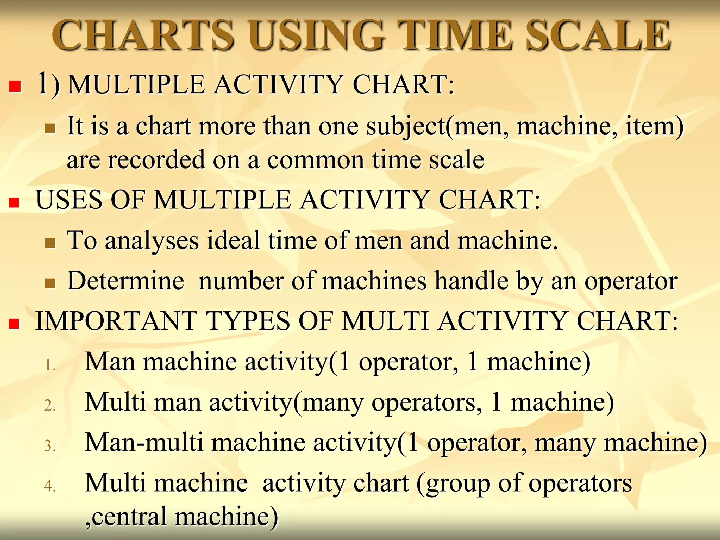 CHARTS USING TIME SCALE
1) MULTIPLE ACTIVITY CHART:
It is a chart more than one subject(men, machine, item)
are recorded on a common time scale
USES OF MULTIPLE ACTIVITY CHART:
To analyses ideal time of men and machine.
Determine  number of machines handle by an operator
IMPORTANT TYPES OF MULTI ACTIVITY CHART:
1. Man machine activity(1 operator, 1 machine)
2. Multi man activity(many operators, 1 machine)
3. Man-multi machine activity(1 operator, many machine)
4. Multi machine  activity chart (group of operators
,central machine)